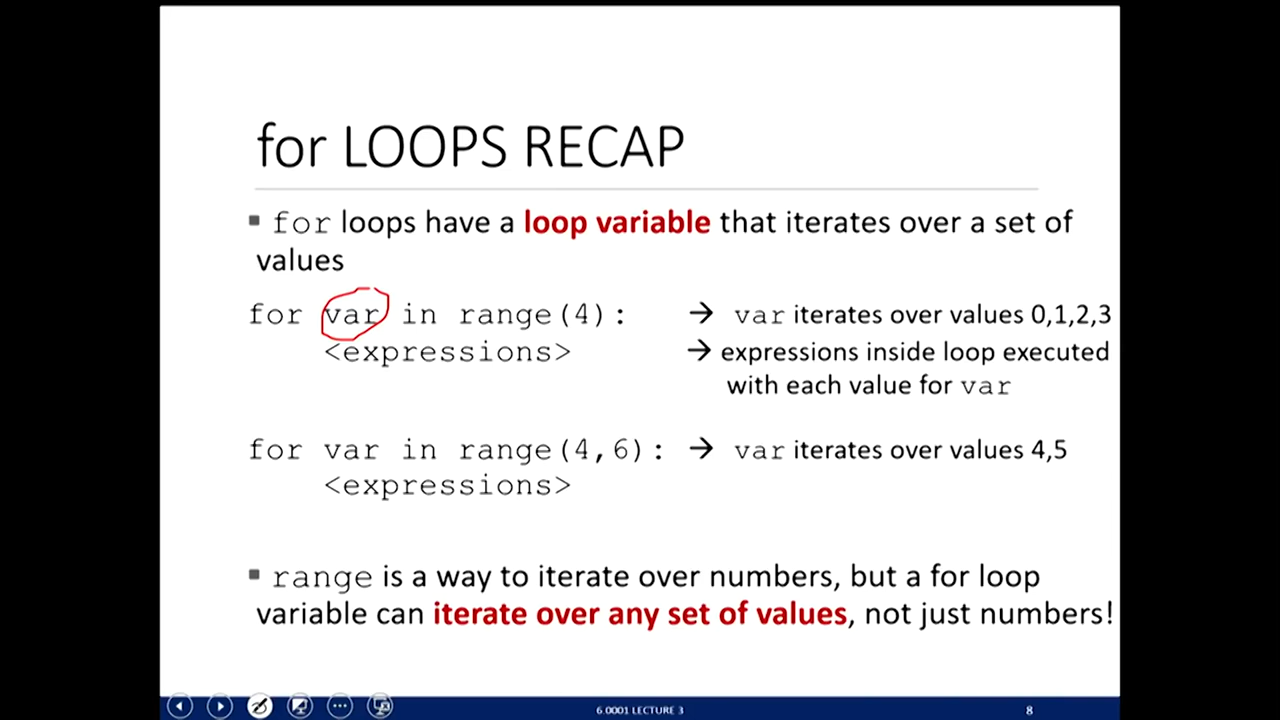 for LOOPS RECAP
▪ for loops have a loop variable that iterates over a set of
values
for var in range(4): → var iterates over values 0,1,2,3
<expressions> → expressions inside loop executed
with each value for var
for var in range(4,6): → var iterates over values 4,5
<expressions>
▪ range is a way to iterate over numbers, but a for loop
variable can iterate over any set of values, not just numbers!
6.0001 LECTURE 3
8